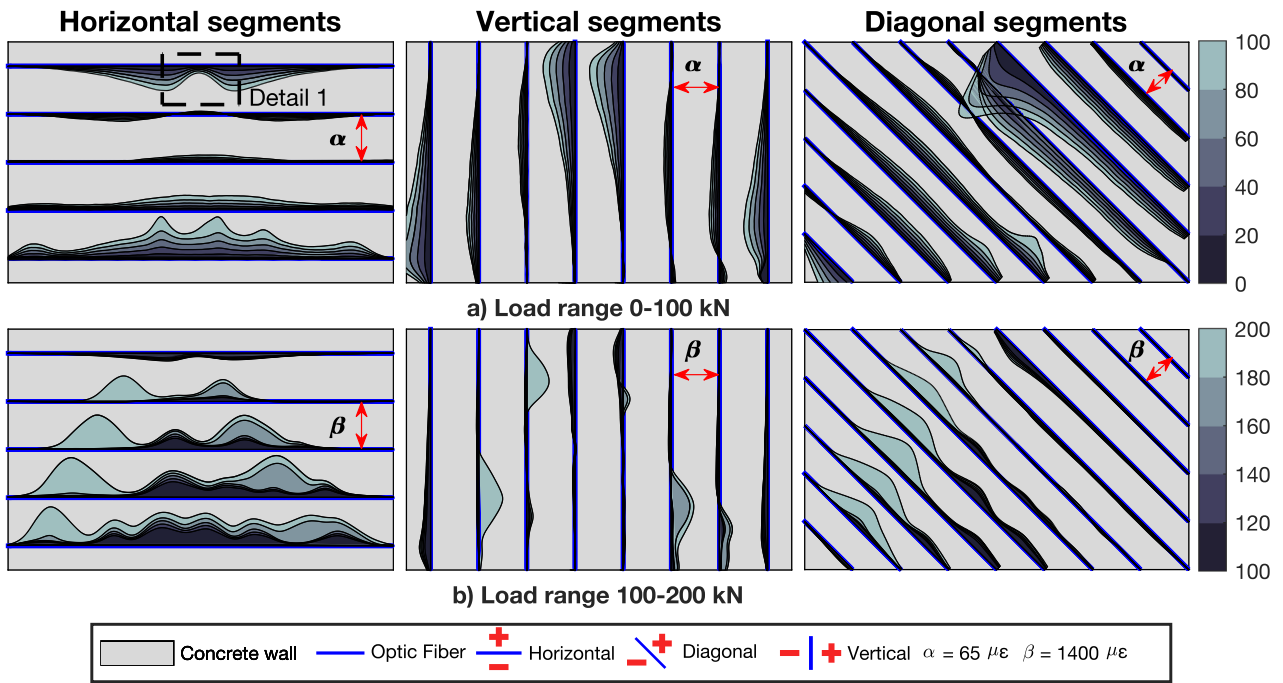 Horizontal segments Vertical segments Diagonal segments
Detail 1
α
α
α
100
80
60
40
20
0
a) Load range 0-100 kN
β
β
β
200
180
160
140
120
100
b) Load range 100-200 kN
Concrete wall Optic Fiber + − Horizontal − + Diagonal − + Vertical α = 65 με β = 1400 με